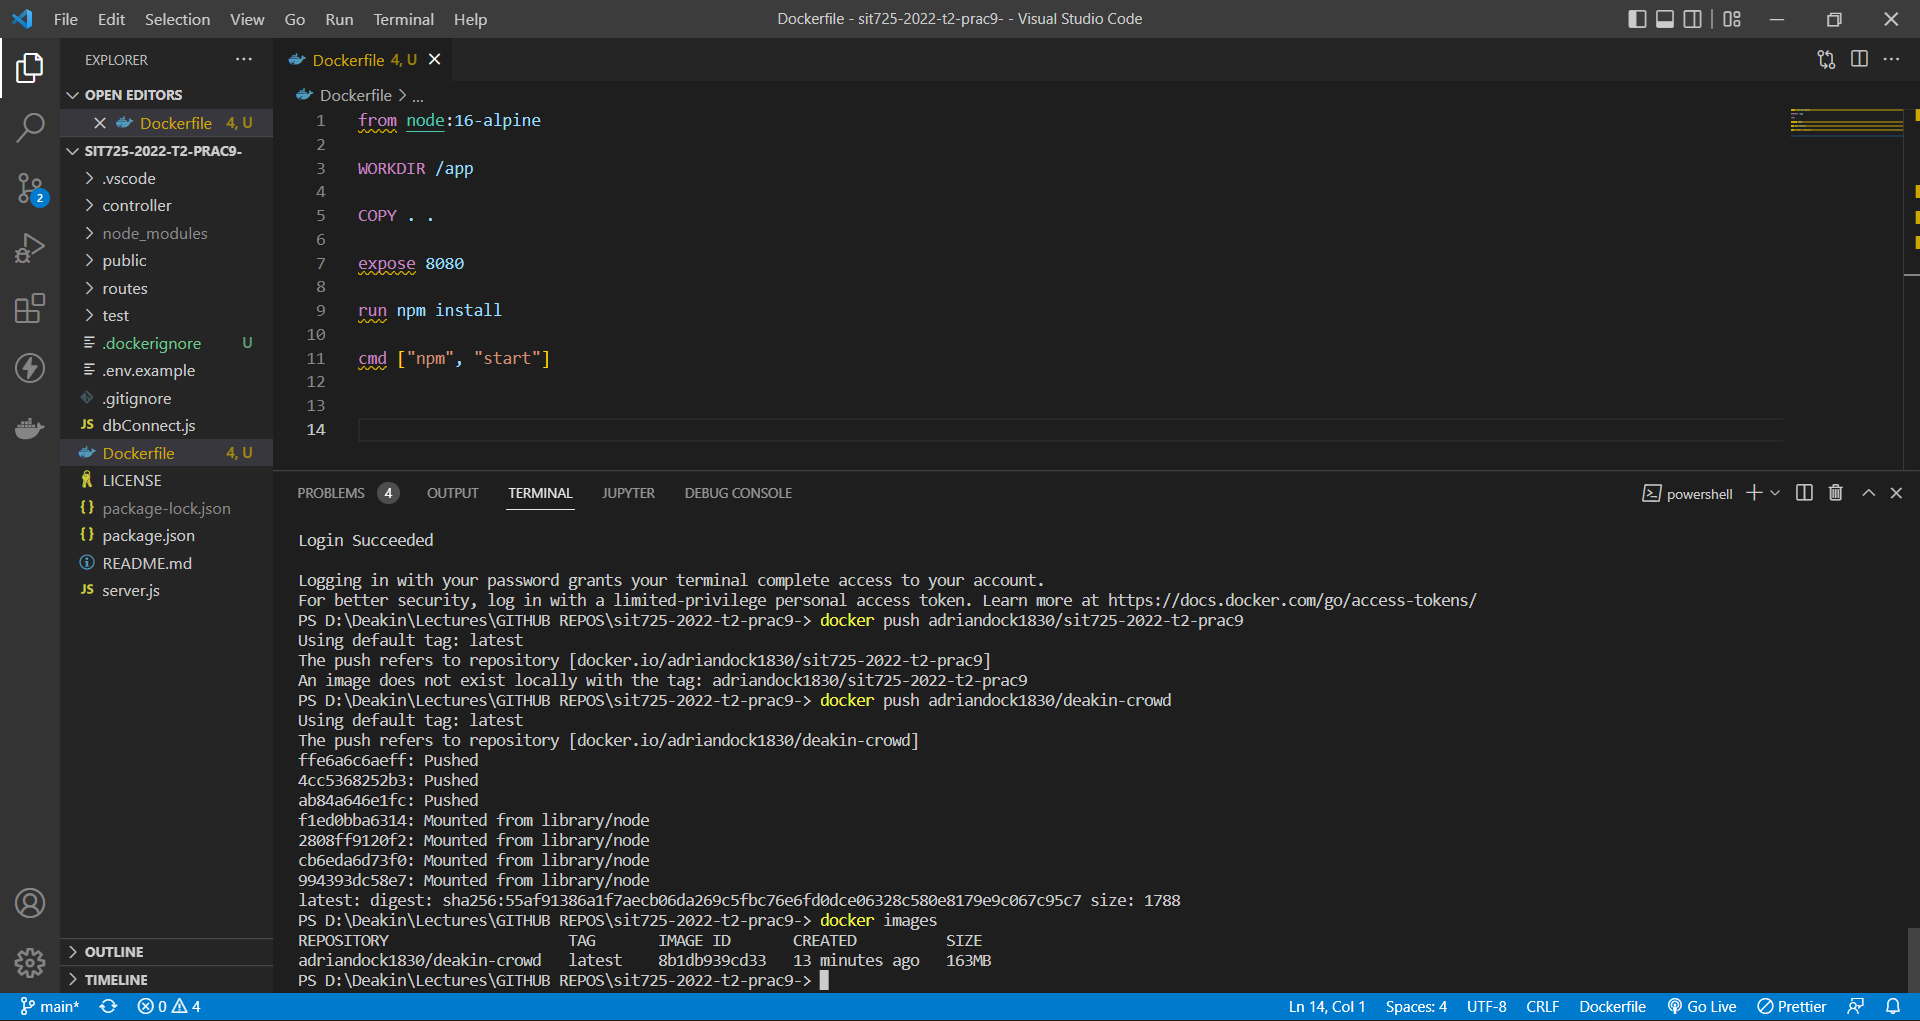 File Edit Selection View Go Run Terminal Help
Dockerfile - sit725-2022-t2-prac9- - Visual Studio Code
EXPLORER
OPEN EDITORS
Dockerfile 4, U
SIT725-2022-T2-PRAC9-
.vscode
controller
node_modules
public
routes
test
.dockerignore U
.env.example
.gitignore
JS dbConnect.js
Dockerfile 4, U
LICENSE
{} package-lock.json
{} package.json
README.md
JS server.js
OUTLINE
TIMELINE
2
Dockerfile 4, U
Dockerfile > ...
1 from node:16-alpine
2
3 WORKDIR /app
4
5 COPY . .
6
7 expose 8080
8
9 run npm install
10
11 cmd ["npm", "start"]
12
13
14
PROBLEMS 4 OUTPUT TERMINAL JUPYTER DEBUG CONSOLE
powershell
Login Succeeded
Logging in with your password grants your terminal complete access to your account.
For better security, log in with a limited-privilege personal access token. Learn more at https://docs.docker.com/go/access-tokens/
PS D:\Deakin\Lectures\GITHUB REPOS\sit725-2022-t2-prac9-> docker push adriandock1830/sit725-2022-t2-prac9
Using default tag: latest
The push refers to repository [docker.io/adriandock1830/sit725-2022-t2-prac9]
An image does not exist locally with the tag: adriandock1830/sit725-2022-t2-prac9
PS D:\Deakin\Lectures\GITHUB REPOS\sit725-2022-t2-prac9-> docker push adriandock1830/deakin-crowd
Using default tag: latest
The push refers to repository [docker.io/adriandock1830/deakin-crowd]
ffe6a6c6aeff: Pushed
4cc5368252b3: Pushed
ab84a646e1fc: Pushed
f1ed0bba6314: Mounted from library/node
2808ff9120f2: Mounted from library/node
cb6eda6d73f0: Mounted from library/node
994393dc58e7: Mounted from library/node
latest: digest: sha256:55af91386a1f7aecb06da269c5fbc76e6fd0dce06328c580e8179e9c067c95c7 size: 1788
PS D:\Deakin\Lectures\GITHUB REPOS\sit725-2022-t2-prac9-> docker images
REPOSITORY TAG IMAGE ID CREATED SIZE
adriandock1830/deakin-crowd latest 8b1db939cd33 13 minutes ago 163MB
PS D:\Deakin\Lectures\GITHUB REPOS\sit725-2022-t2-prac9->
main* 0 4
Ln 14, Col 1 Spaces: 4 UTF-8 CRLF Dockerfile Go Live Prettier